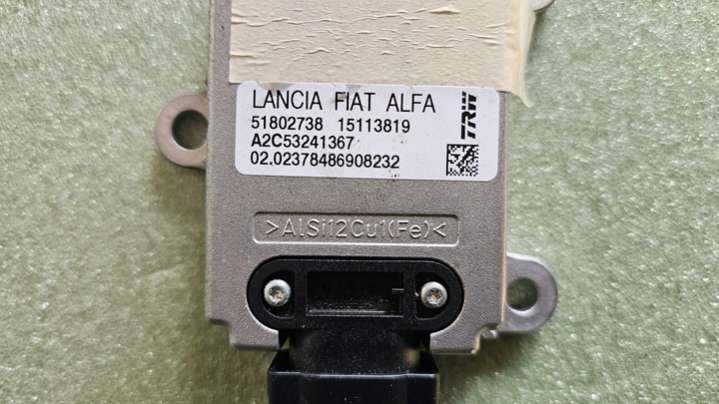 LANCIA FIAT ALFA
51802738 15113819
TRW
A2C53241367
02.02378486908232
>AlSi12Cu1(Fe)<